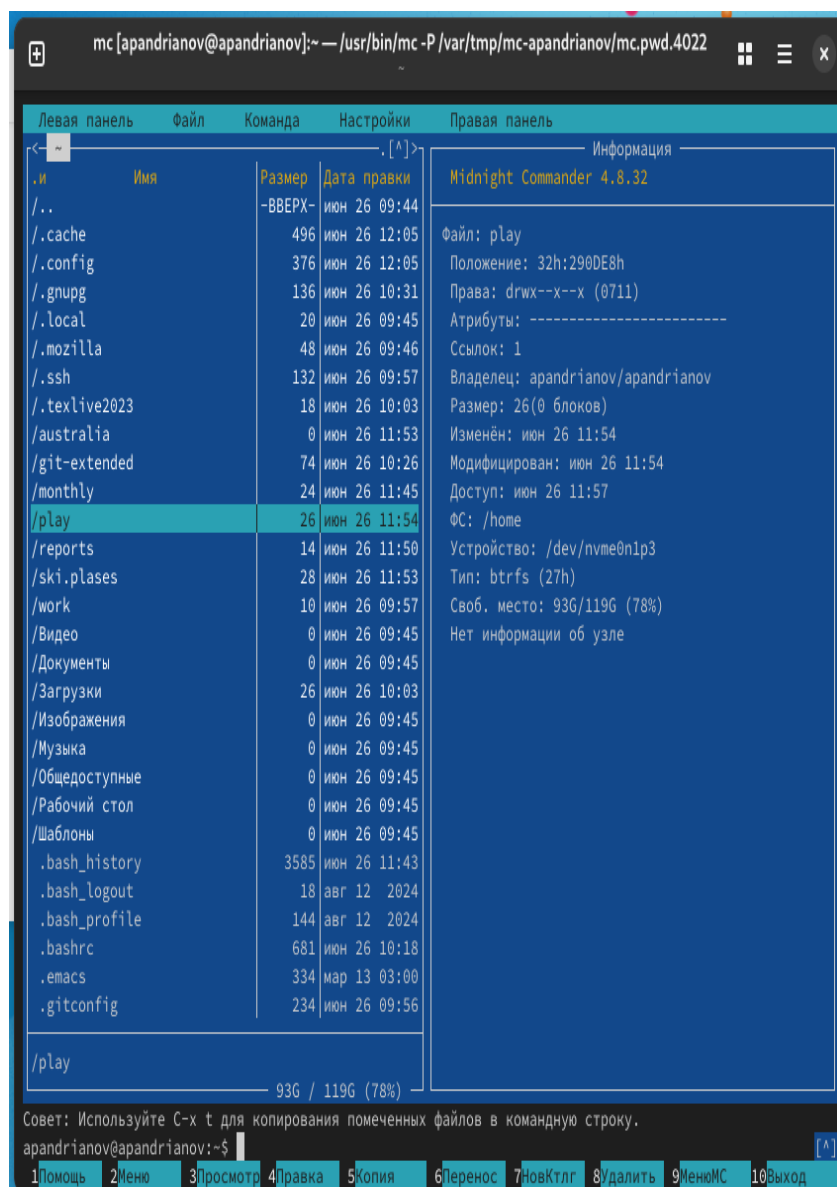 mc [apandrianov@apandrianov]:~ — /usr/bin/mc -P /var/tmp/mc-apandrianov/mc.pwd.4022
~
Левая панель Файл Команда Настройки Правая панель
<─ ~ .[^]>
.и Имя Размер Дата правки
/.. -ВВЕРХ- июн 26 09:44
/.cache 496 июн 26 12:05
/.config 376 июн 26 12:05
/.gnupg 136 июн 26 10:31
/.local 20 июн 26 09:45
/.mozilla 48 июн 26 09:46
/.ssh 132 июн 26 09:57
/.texlive2023 18 июн 26 10:03
/australia 0 июн 26 11:53
/git-extended 74 июн 26 10:26
/monthly 24 июн 26 11:45
/play 26 июн 26 11:54
/reports 14 июн 26 11:50
/ski.plases 28 июн 26 11:53
/work 10 июн 26 09:57
/Видео 0 июн 26 09:45
/Документы 0 июн 26 09:45
/Загрузки 26 июн 26 10:03
/Изображения 0 июн 26 09:45
/Музыка 0 июн 26 09:45
/Общедоступные 0 июн 26 09:45
/Рабочий стол 0 июн 26 09:45
/Шаблоны 0 июн 26 09:45
.bash_history 3585 июн 26 11:43
.bash_logout 18 авг 12 2024
.bash_profile 144 авг 12 2024
.bashrc 681 июн 26 10:18
.emacs 334 мар 13 03:00
.gitconfig 234 июн 26 09:56
/play
93G / 119G (78%)
Информация
Midnight Commander 4.8.32
Файл: play
Положение: 32h:290DE8h
Права: drwx--x--x (0711)
Атрибуты: -------------------------
Ссылок: 1
Владелец: apandrianov/apandrianov
Размер: 26(0 блоков)
Изменён: июн 26 11:54
Модифицирован: июн 26 11:54
Доступ: июн 26 11:57
ФС: /home
Устройство: /dev/nvme0n1p3
Тип: btrfs (27h)
Своб. место: 93G/119G (78%)
Нет информации об узле
Совет: Используйте C-x t для копирования помеченных файлов в командную строку.
apandrianov@apandrianov:~$ [^]
1Помощь 2Меню 3Просмотр 4Правка 5Копия 6Перенос 7НовКтлг 8Удалить 9МенюMC 10Выход